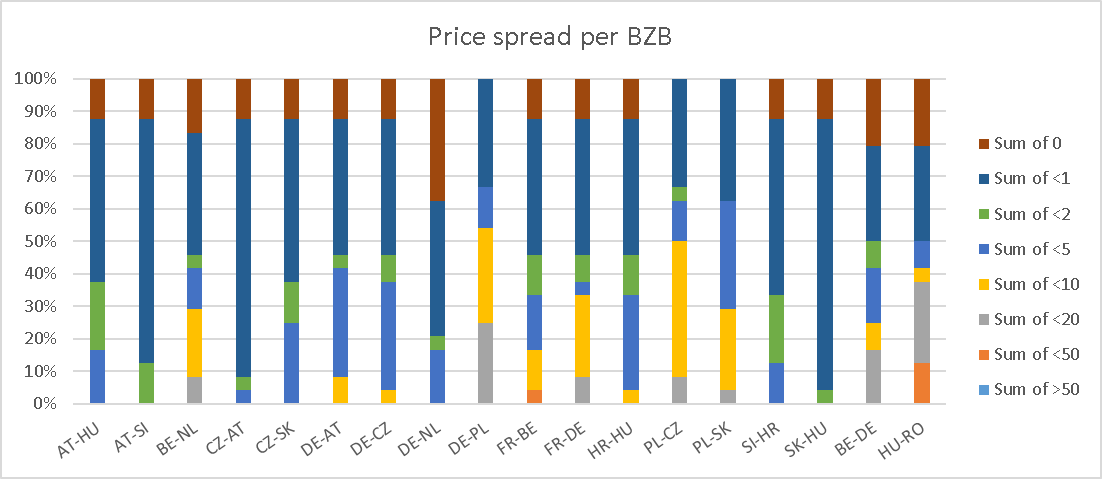 Price spread per BZB
100%
90%
80%
70%
60%
50%
40%
30%
20%
10%
0%
AT-HU
AT-SI
BE-NL
CZ-AT
CZ-SK
DE-AT
DE-CZ
DE-NL
DE-PL
FR-BE
FR-DE
HR-HU
PL-CZ
PL-SK
SI-HR
SK-HU
BE-DE
HU-RO
Sum of 0
Sum of <1
Sum of <2
Sum of <5
Sum of <10
Sum of <20
Sum of <50
Sum of >50